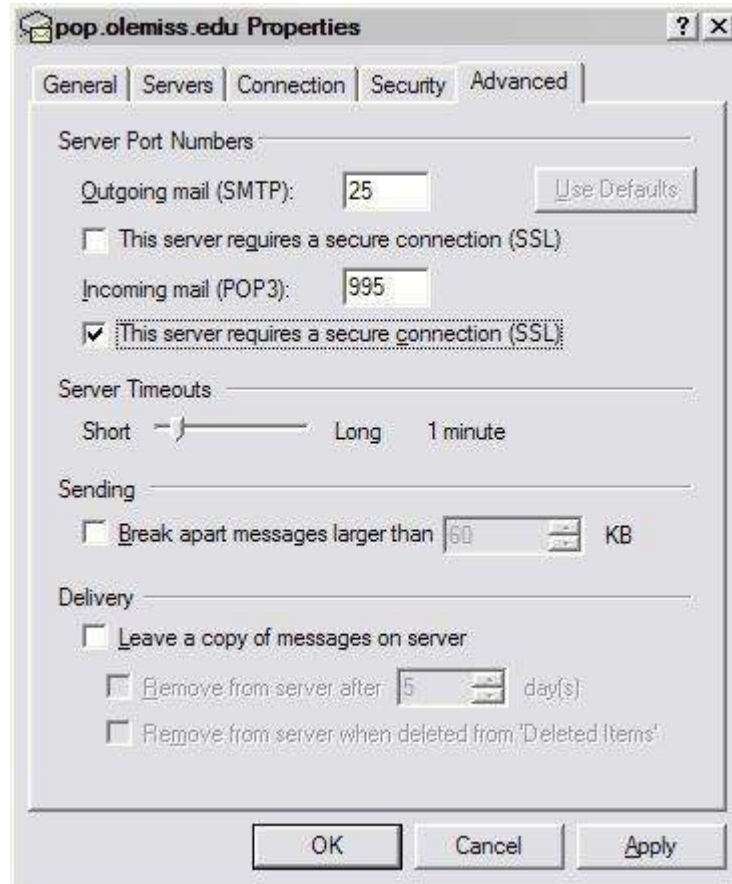 pop.olemiss.edu Properties ? X
General Servers Connection Security Advanced
Server Port Numbers
Outgoing mail (SMTP): 25 Use Defaults
This server requires a secure connection (SSL)
Incoming mail (POP3): 995
This server requires a secure connection (SSL)
Server Timeouts
Short Long 1 minute
Sending
Break apart messages larger than 60 KB
Delivery
Leave a copy of messages on server
Remove from server after 5 day(s)
Remove from server when deleted from 'Deleted Items'
OK Cancel Apply